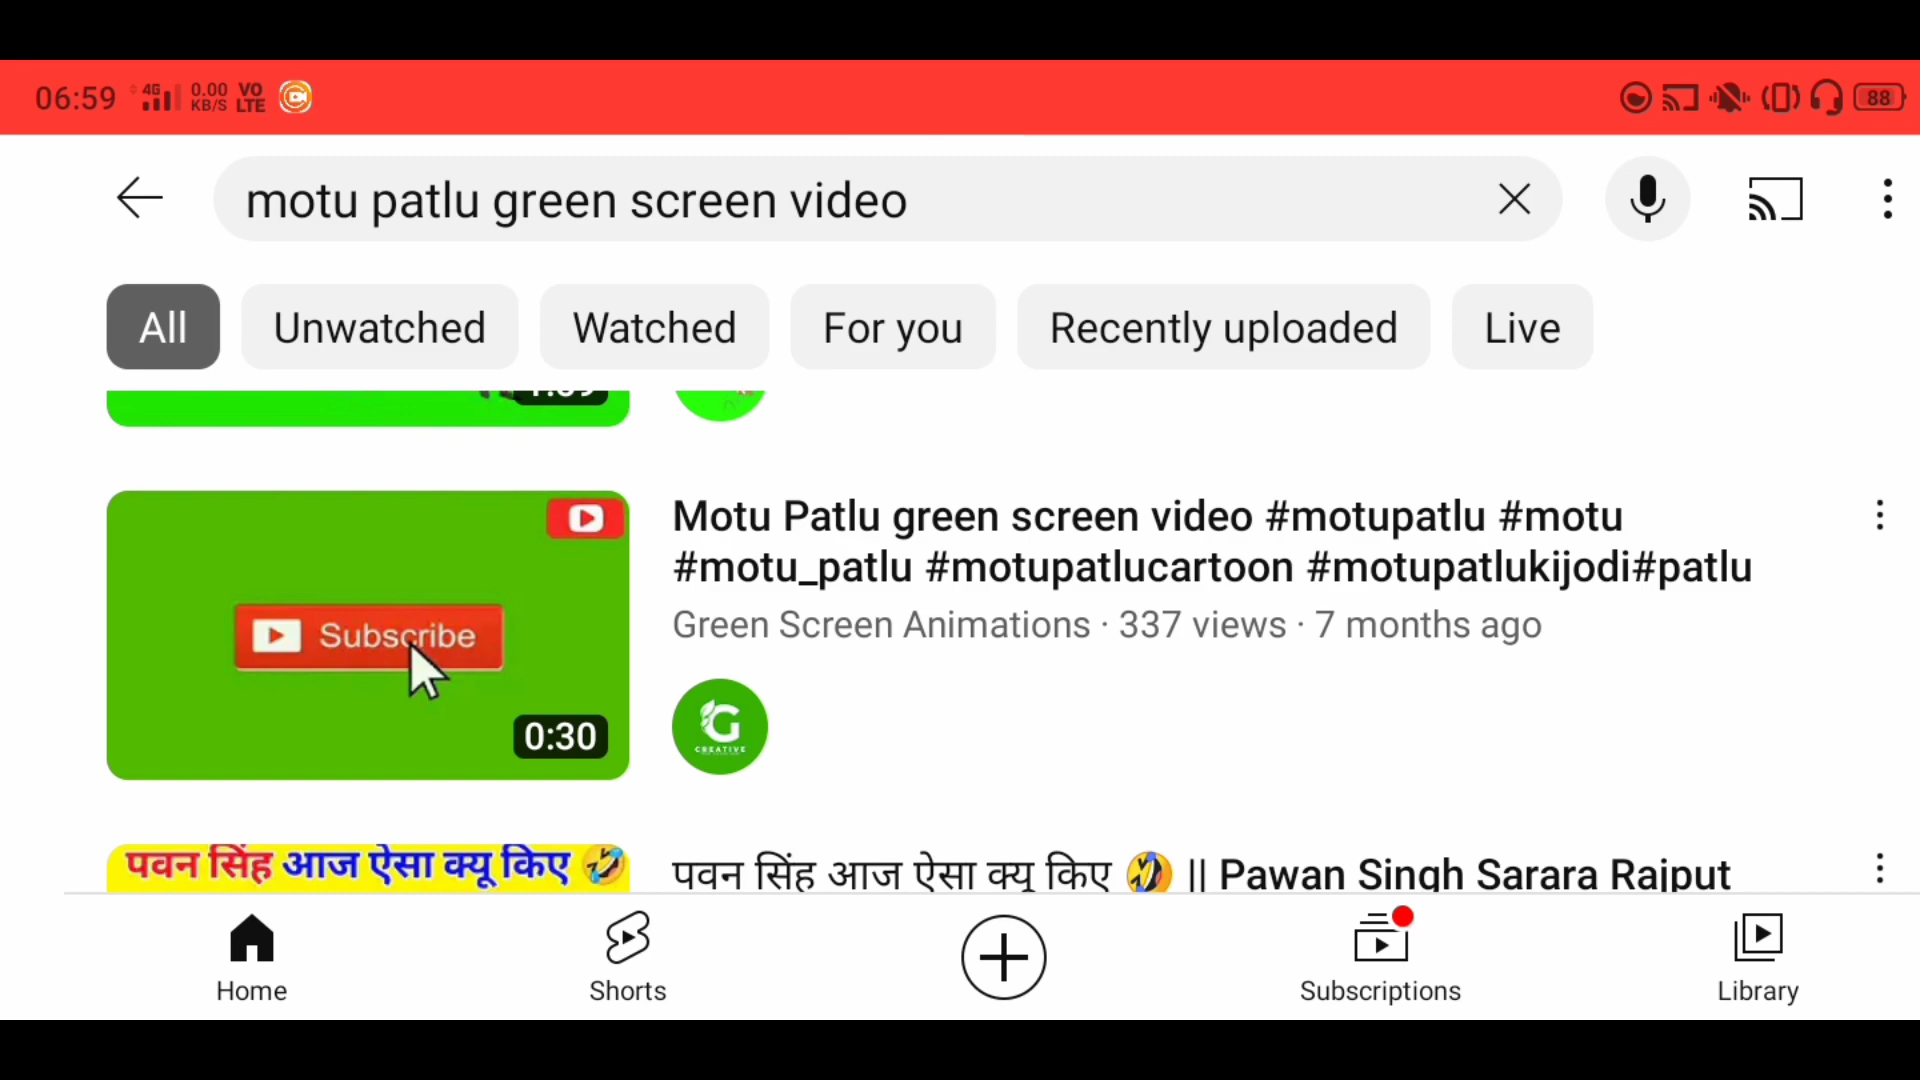 06:59 4G 0.00 KB/S VO LTE 88
motu patlu green screen video
All Unwatched Watched For you Recently uploaded Live
Motu Patlu green screen video #motupatlu #motu
#motu_patlu #motupatlucartoon #motupatlukijodi#patlu
Green Screen Animations · 337 views · 7 months ago
Subscribe
0:30
G
CREATIVE
पवन सिंह आज ऐसा क्यू किए 🤣
पवन सिंह आज ऐसा क्यू किए 🤣 || Pawan Singh Sarara Rajput
Home Shorts Subscriptions Library